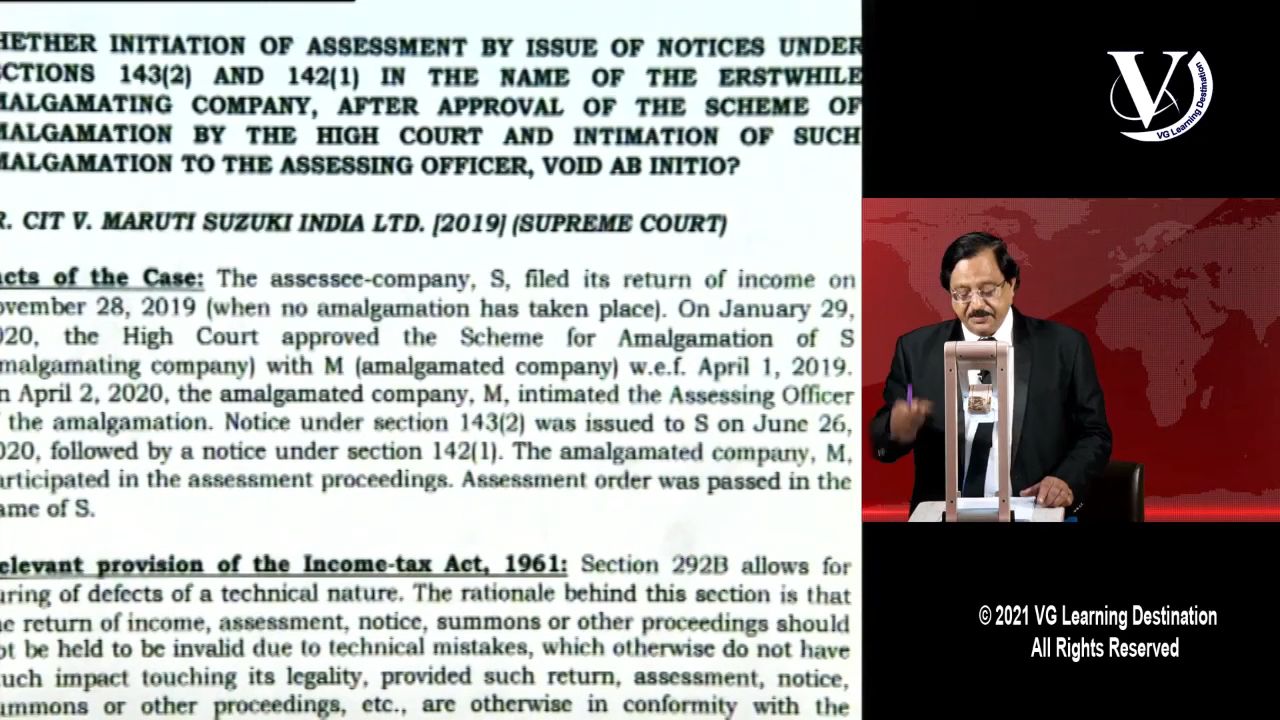 HETHER INITIATION OF ASSESSMENT BY ISSUE OF NOTICES UNDER
CTIONS 143(2) AND 142(1) IN THE NAME OF THE ERSTWHILE
MALGAMATING COMPANY, AFTER APPROVAL OF THE SCHEME OF
MALGAMATION BY THE HIGH COURT AND INTIMATION OF SUCH
MALGAMATION TO THE ASSESSING OFFICER, VOID AB INITIO?
R. CIT V. MARUTI SUZUKI INDIA LTD. [2019] (SUPREME COURT)
acts of the Case: The assessee-company, S, filed its return of income on
ovember 28, 2019 (when no amalgamation has taken place). On January 29,
020, the High Court approved the Scheme for Amalgamation of S
malgamating company) with M (amalgamated company) w.e.f. April 1, 2019.
n April 2, 2020, the amalgamated company, M, intimated the Assessing Officer
f the amalgamation. Notice under section 143(2) was issued to S on June 26,
020, followed by a notice under section 142(1). The amalgamated company, M,
articipated in the assessment proceedings. Assessment order was passed in the
ame of S.
elevant provision of the Income-tax Act, 1961: Section 292B allows for
uring of defects of a technical nature. The rationale behind this section is that
he return of income, assessment, notice, summons or other proceedings should
ot be held to be invalid due to technical mistakes, which otherwise do not have
uch impact touching its legality, provided such return, assessment, notice,
ummons or other proceedings, etc., are otherwise in conformity with the
V
VG Learning Destination
© 2021 VG Learning Destination
All Rights Reserved